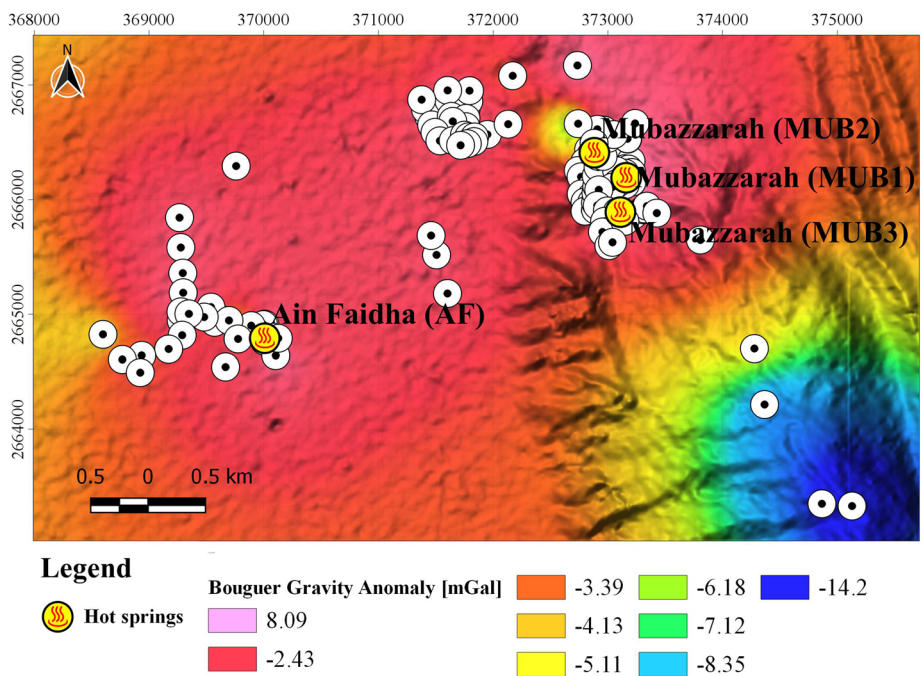 368000 369000 370000 371000 372000 373000 374000 375000
N
2667000
2666000
2665000
2664000
Mubazzarah (MUB2)
Mubazzarah (MUB1)
Mubazzarah (MUB3)
Ain Faidha (AF)
0.5 0 0.5 km
Legend
Hot springs
Bouguer Gravity Anomaly [mGal]
8.09
-2.43
-3.39
-4.13
-5.11
-6.18
-7.12
-8.35
-14.2